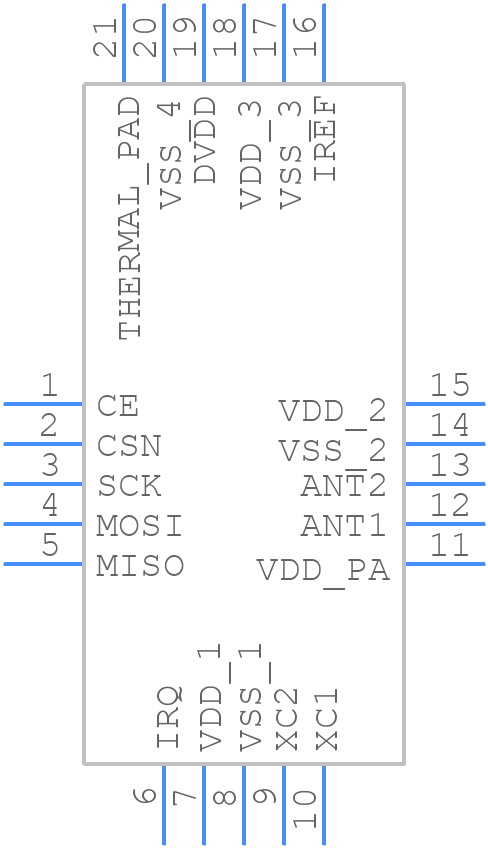 21
20
19
18
17
16
THERMAL_PAD
VSS_4
DVDD
VDD_3
VSS_3
IREF
1
CE
2
CSN
3
SCK
4
MOSI
5
MISO
15
VDD_2
14
VSS_2
13
ANT2
12
ANT1
11
VDD_PA
IRQ
VDD_1
VSS_1
XC2
XC1
6
7
8
9
10